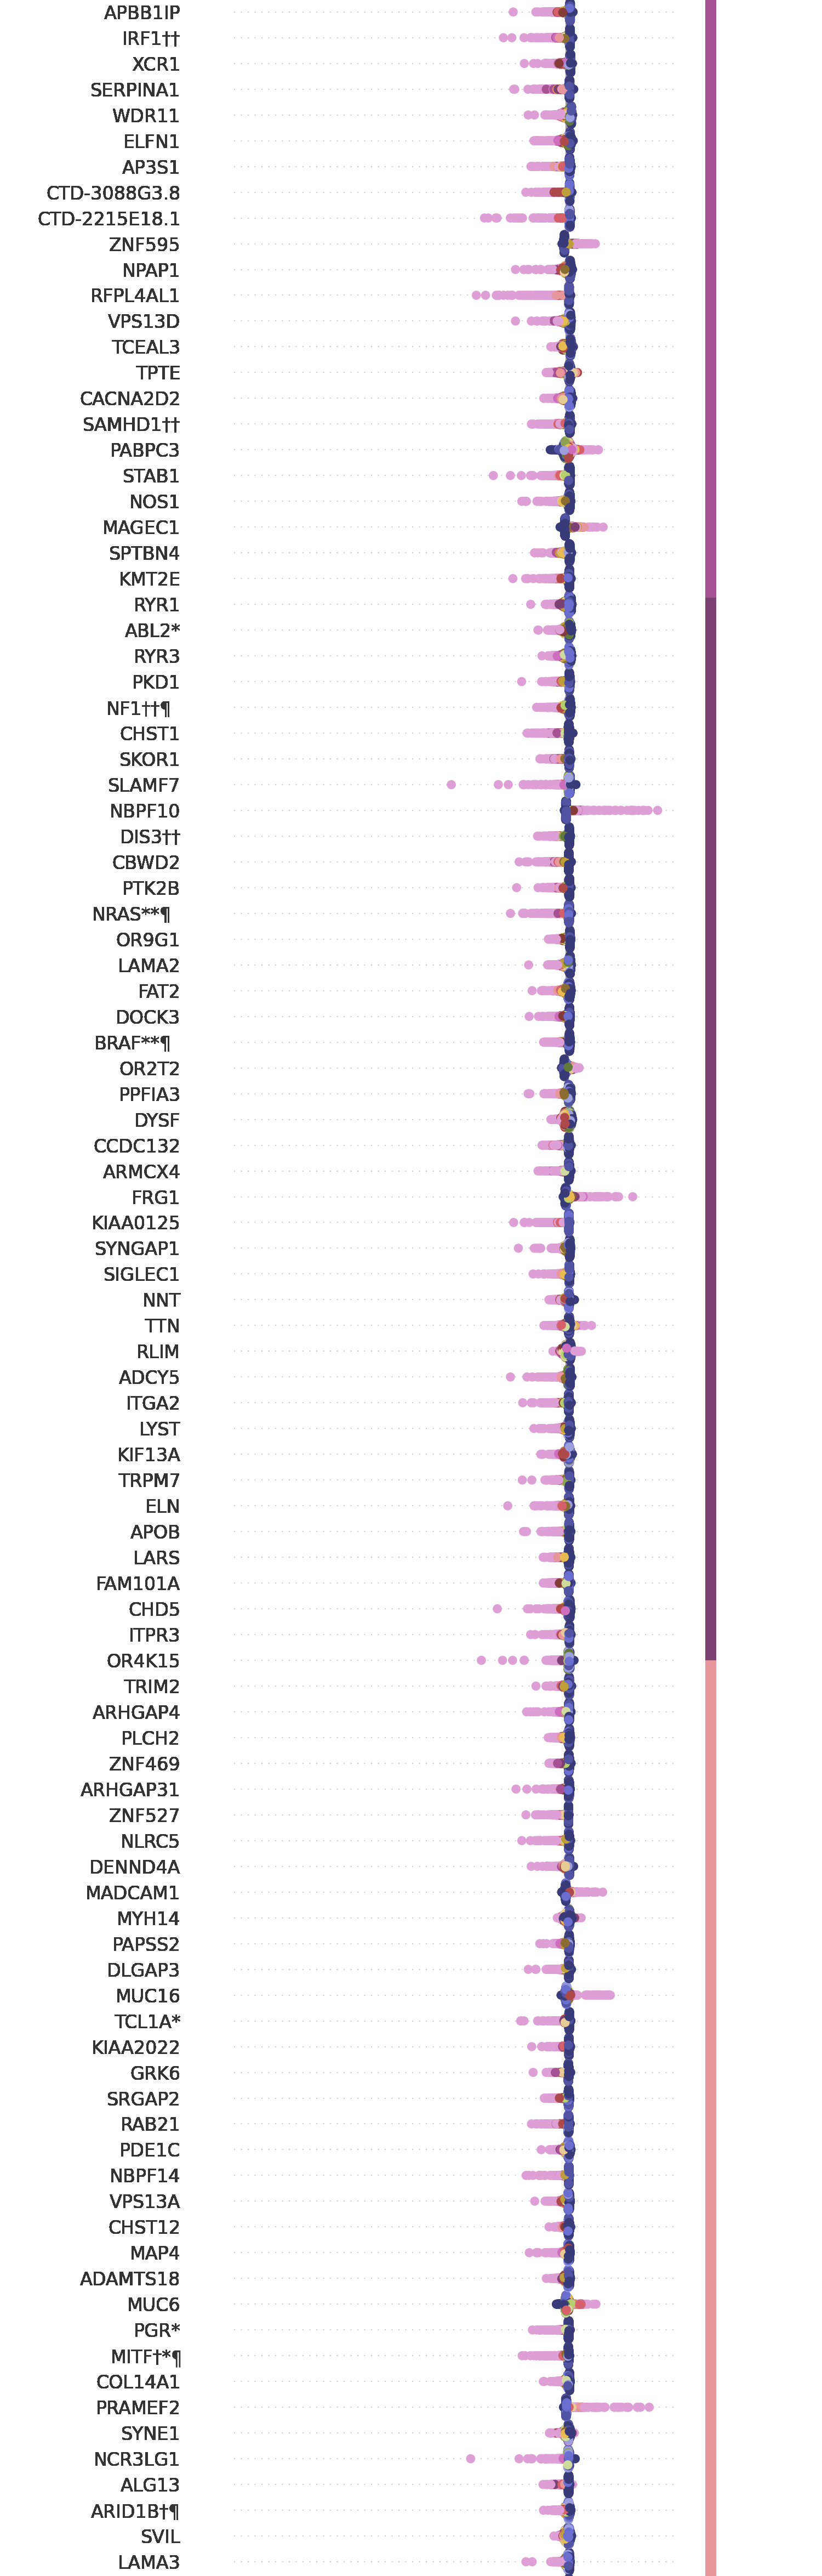 APBB1IP
IRF1††
XCR1
SERPINA1
WDR11
ELFN1
AP3S1
CTD-3088G3.8
CTD-2215E18.1
ZNF595
NPAP1
RFPL4AL1
VPS13D
TCEAL3
TPTE
CACNA2D2
SAMHD1††
PABPC3
STAB1
NOS1
MAGEC1
SPTBN4
KMT2E
RYR1
ABL2*
RYR3
PKD1
NF1††¶
CHST1
SKOR1
SLAMF7
NBPF10
DIS3††
CBWD2
PTK2B
NRAS**¶
OR9G1
LAMA2
FAT2
DOCK3
BRAF**¶
OR2T2
PPFIA3
DYSF
CCDC132
ARMCX4
FRG1
KIAA0125
SYNGAP1
SIGLEC1
NNT
TTN
RLIM
ADCY5
ITGA2
LYST
KIF13A
TRPM7
ELN
APOB
LARS
FAM101A
CHD5
ITPR3
OR4K15
TRIM2
ARHGAP4
PLCH2
ZNF469
ARHGAP31
ZNF527
NLRC5
DENND4A
MADCAM1
MYH14
PAPSS2
DLGAP3
MUC16
TCL1A*
KIAA2022
GRK6
SRGAP2
RAB21
PDE1C
NBPF14
VPS13A
CHST12
MAP4
ADAMTS18
MUC6
PGR*
MITF†*¶
COL14A1
PRAMEF2
SYNE1
NCR3LG1
ALG13
ARID1B†¶
SVIL
LAMA3